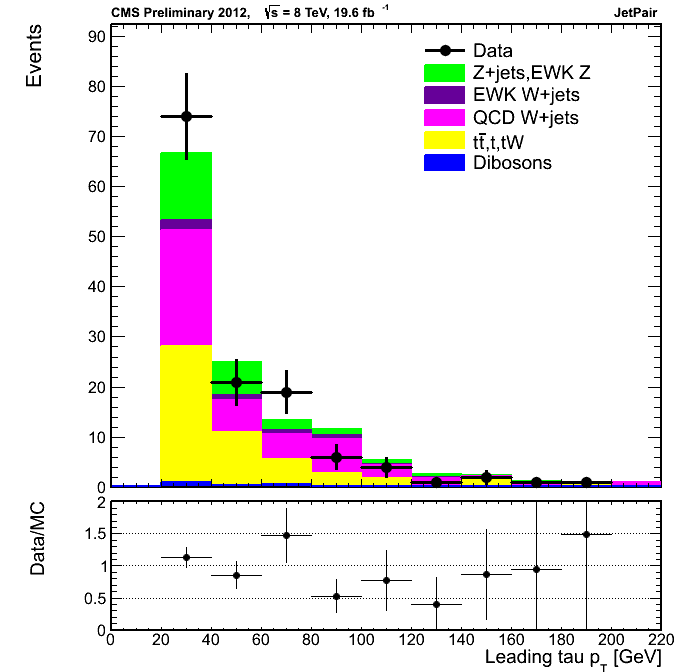 CMS Preliminary 2012, √s = 8 TeV, 19.6 fb⁻¹ JetPair
Events
90
80
70
60
50
40
30
20
10
0
Data
Z+jets,EWK Z
EWK W+jets
QCD W+jets
tt̅,t,tW
Dibosons
Data/MC
2
1.5
1
0.5
0
0 20 40 60 80 100 120 140 160 180 200 220
Leading tau p_T [GeV]